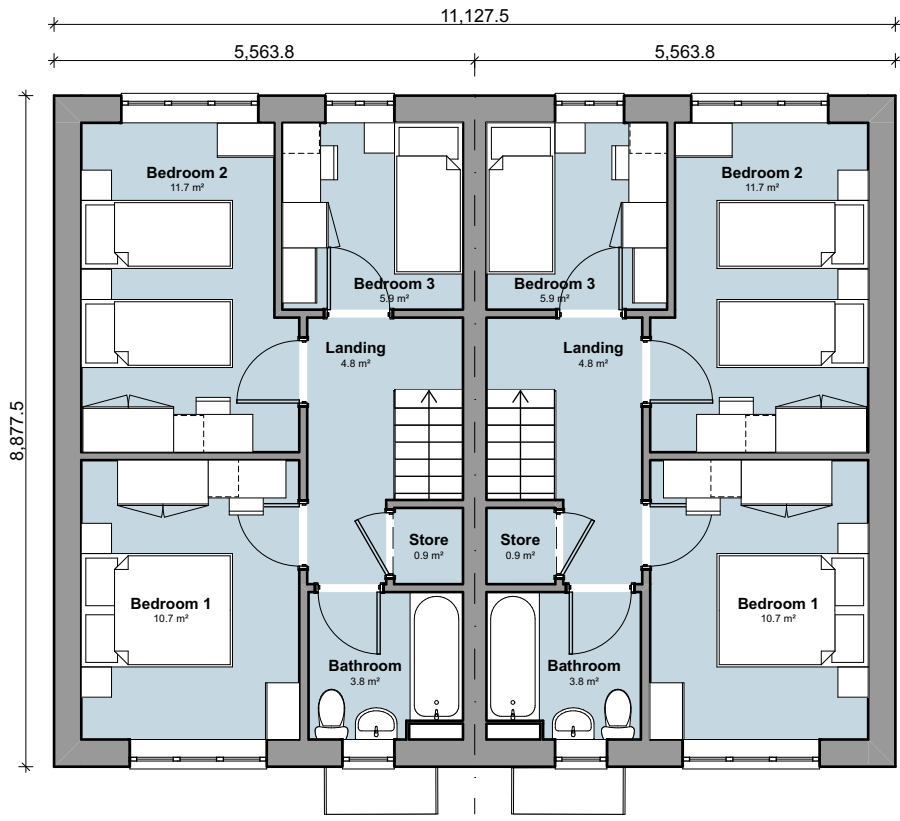 11,127.5
5,563.8
5,563.8
8,877.5
Bedroom 2
11.7 m²
Bedroom 3
5.9 m²
Bedroom 3
5.9 m²
Bedroom 2
11.7 m²
Landing
4.8 m²
Landing
4.8 m²
Store
0.9 m²
Store
0.9 m²
Bedroom 1
10.7 m²
Bathroom
3.8 m²
Bathroom
3.8 m²
Bedroom 1
10.7 m²